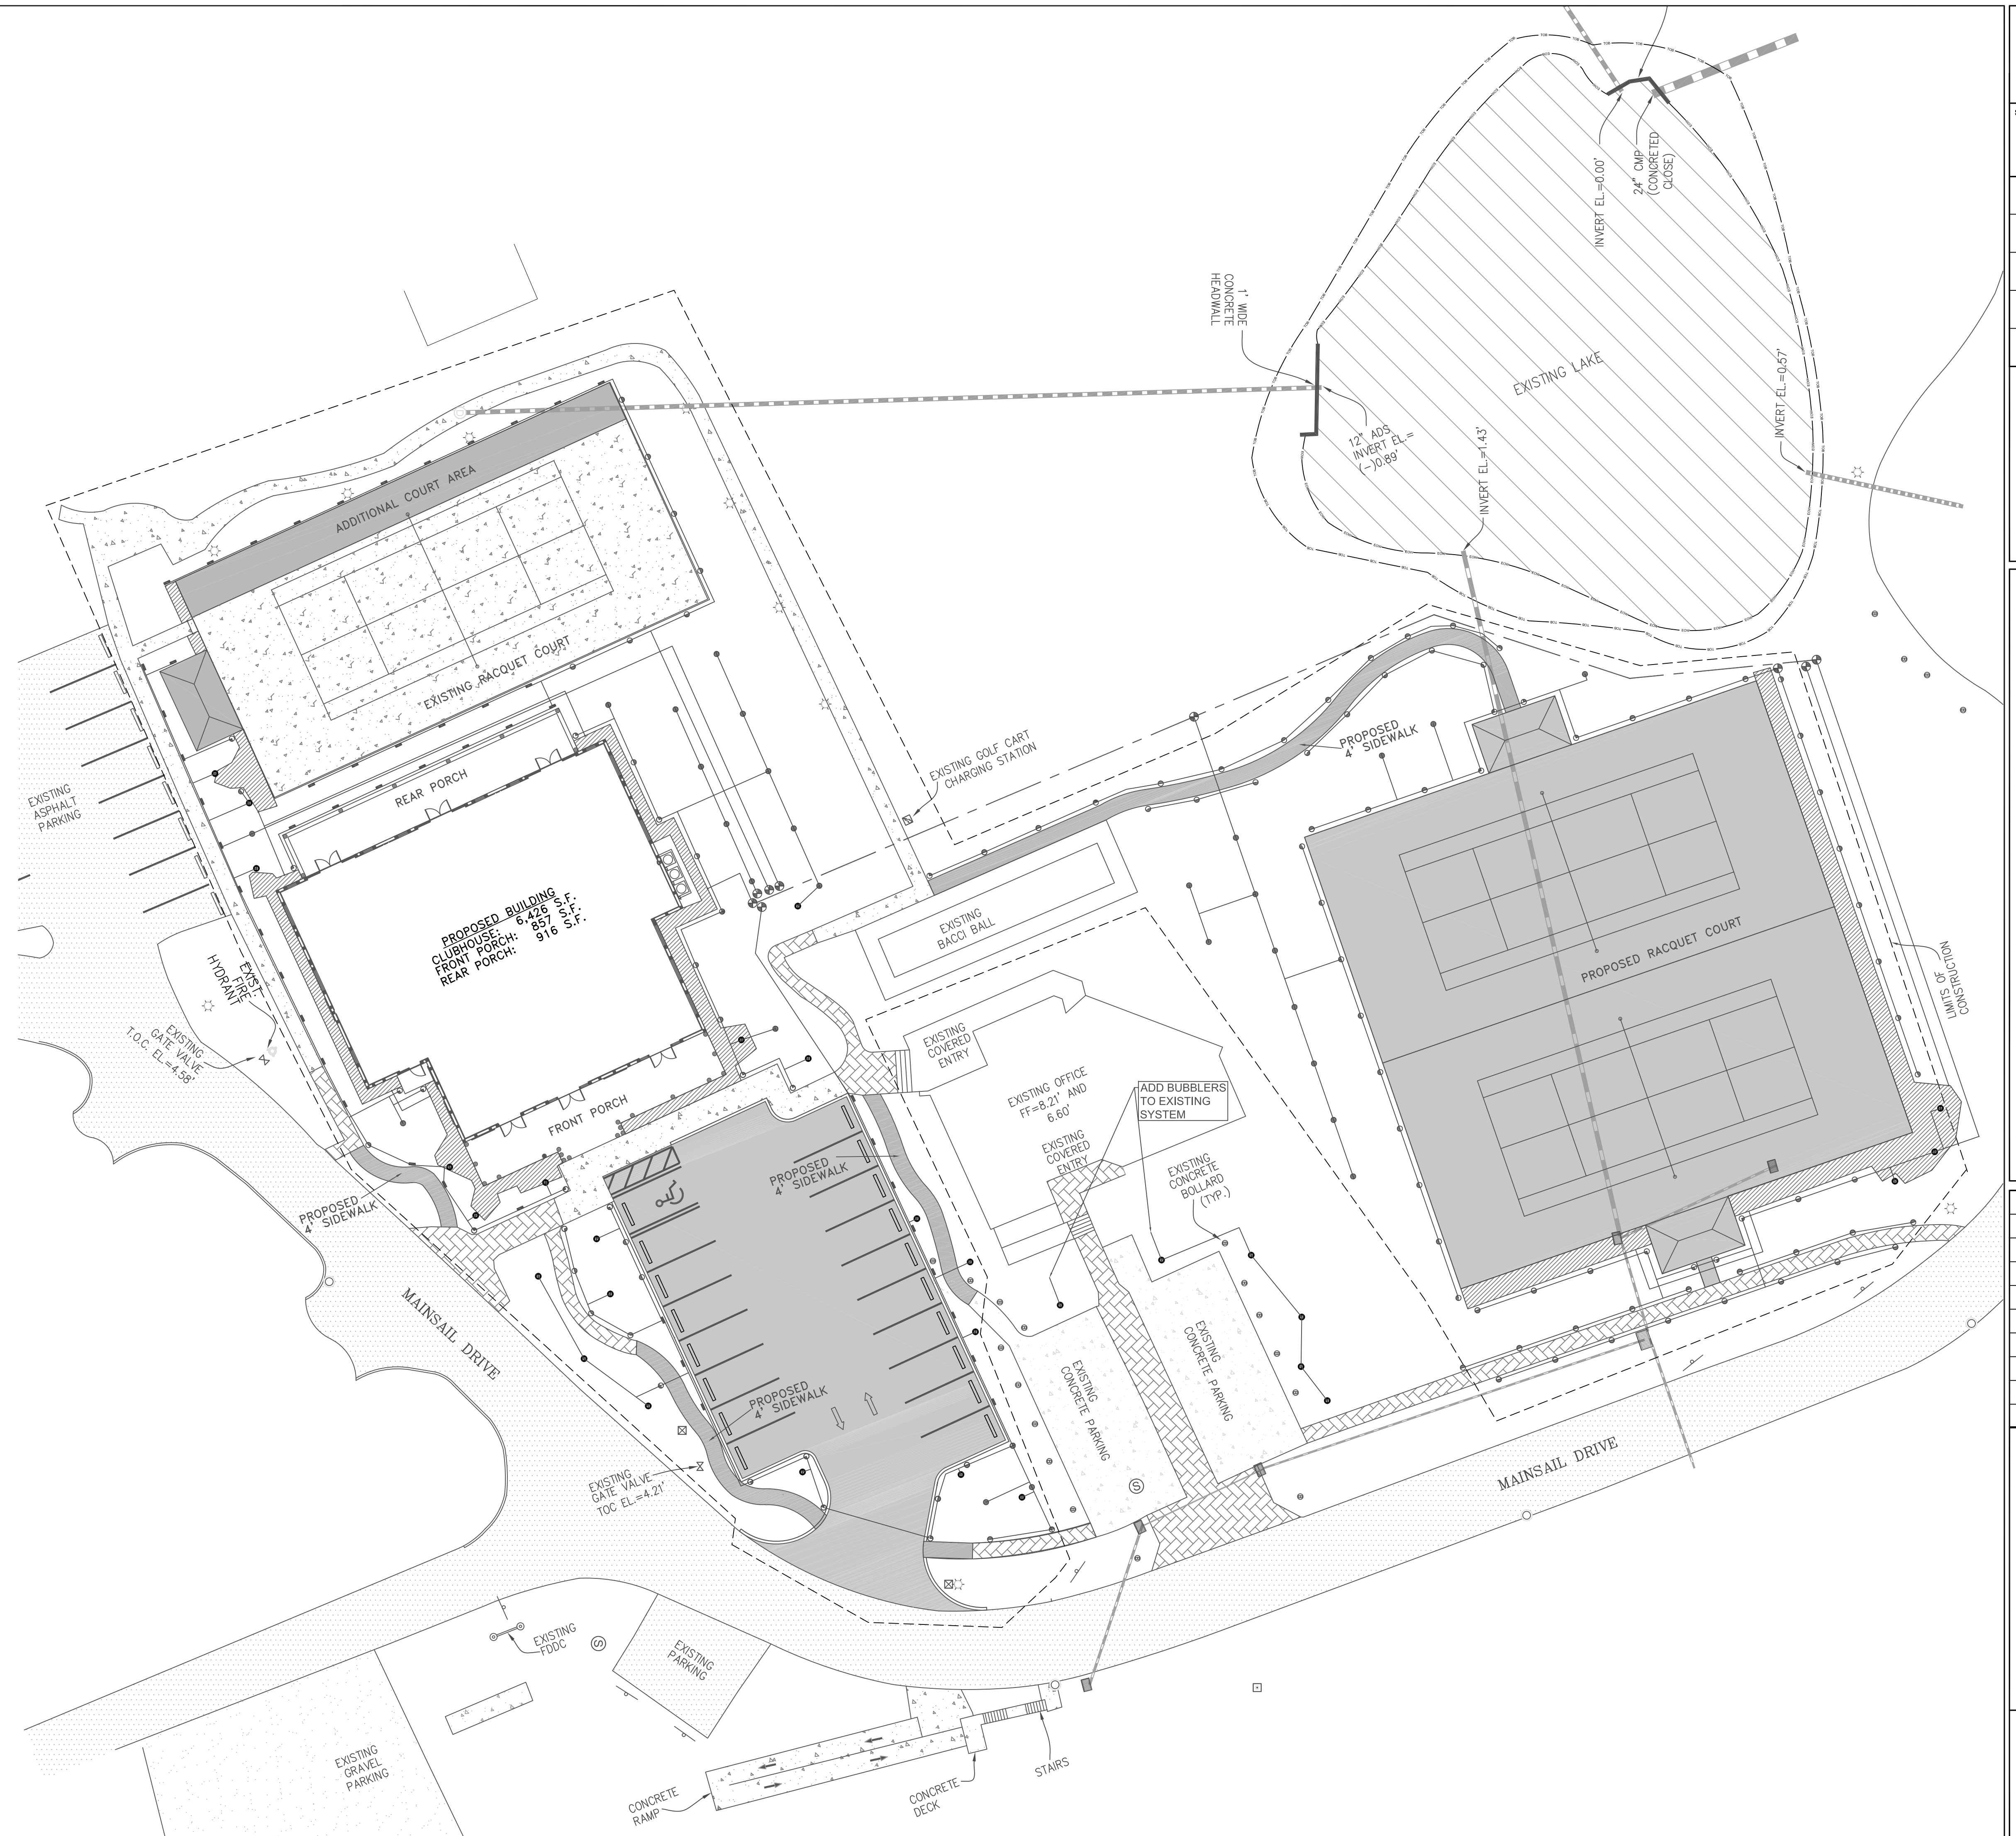 INVERT EL.=0.00'
24" CMP
(CONCRETED
CLOSE)
1' WIDE
CONCRETE
HEADWALL
EXISTING LAKE
INVERT EL.=0.57'
12" ADS
INVERT EL.=
(-)0.89'
INVERT EL.=1.43'
ADDITIONAL COURT AREA
EXISTING RACQUET COURT
PROPOSED
4' SIDEWALK
EXISTING GOLF CART
CHARGING STATION
REAR PORCH
EXISTING
ASPHALT
PARKING
PROPOSED BUILDING
CLUBHOUSE: 6,426 S.F.
FRONT PORCH: 857 S.F.
REAR PORCH: 916 S.F.
EXISTING
BACCI BALL
PROPOSED RACQUET COURT
LIMITS OF
CONSTRUCTION
EXIST.
FIRE
HYDRANT
EXISTING
GATE VALVE
T.O.C. EL.=4.58'
EXISTING
COVERED
ENTRY
EXISTING OFFICE
FF=8.21' AND
6.60'
ADD BUBBLERS
TO EXISTING
SYSTEM
FRONT PORCH
EXISTING
COVERED
ENTRY
EXISTING
CONCRETE
BOLLARD
(TYP.)
PROPOSED
4' SIDEWALK
PROPOSED
4' SIDEWALK
MAINSAIL DRIVE
EXISTING
CONCRETE PARKING
EXISTING
CONCRETE PARKING
PROPOSED
4' SIDEWALK
EXISTING
GATE VALVE
TOC EL.=4.21'
S
MAINSAIL DRIVE
EXISTING
FDDC
S
EXISTING
PARKING
EXISTING
GRAVEL
PARKING
CONCRETE
RAMP
CONCRETE
DECK
STAIRS